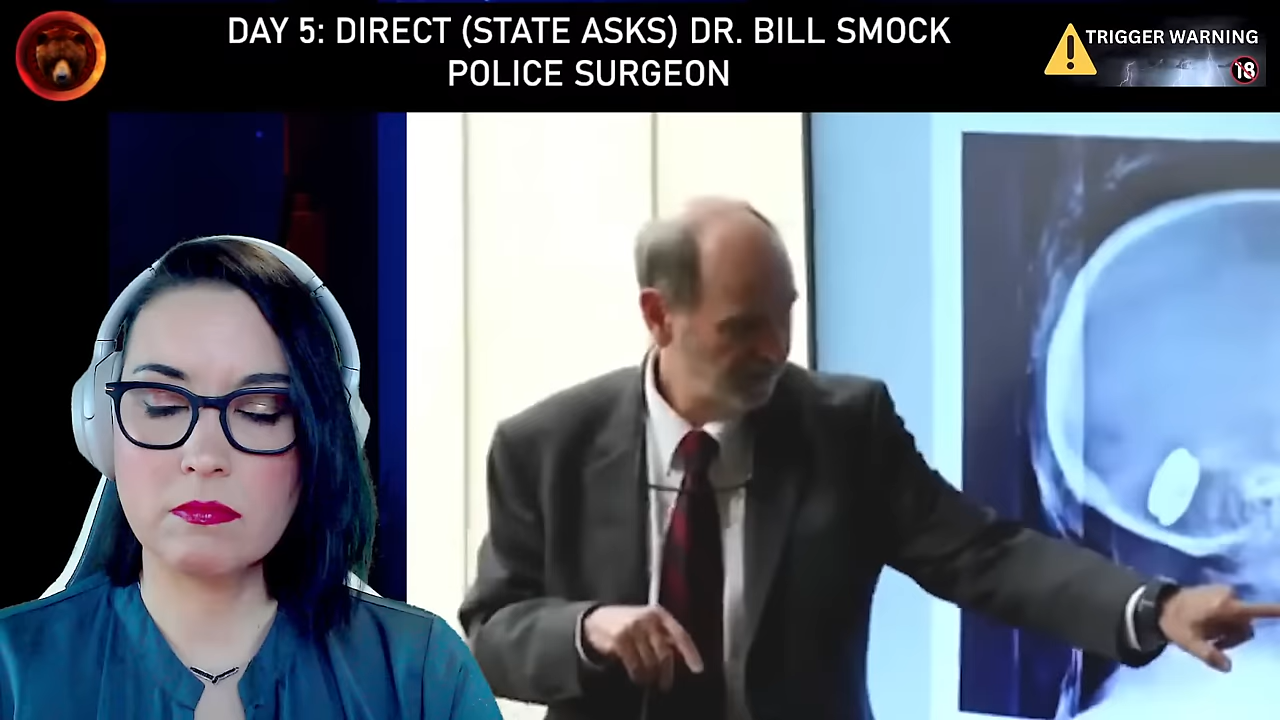 DAY 5: DIRECT (STATE ASKS) DR. BILL SMOCK
POLICE SURGEON
TRIGGER WARNING
18